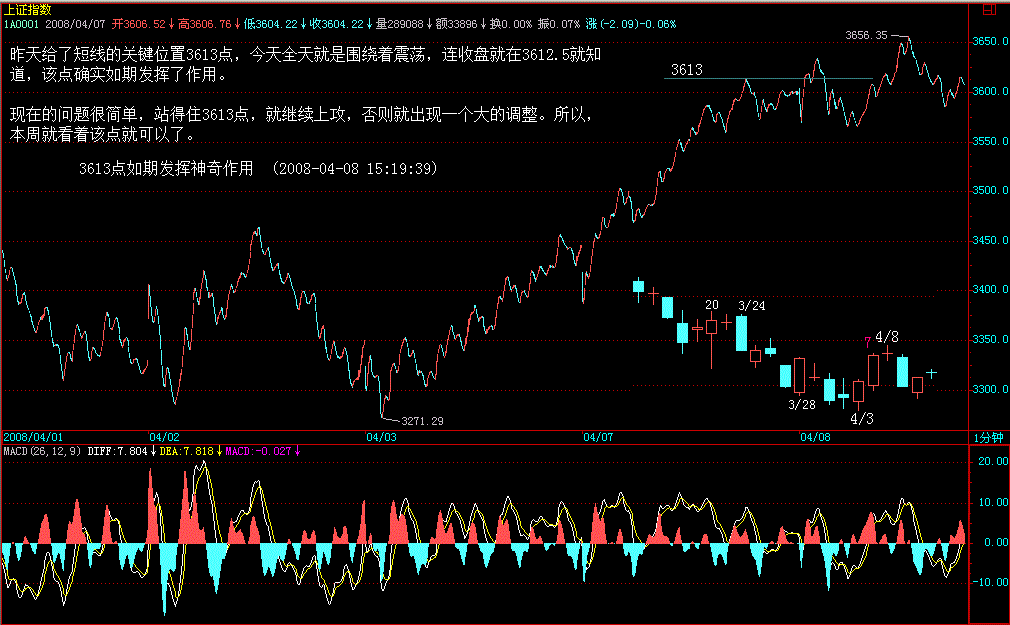 上证指数
1A0001 2008/04/07 开3606.52↓高3606.76↓低3604.22↓收3604.22↓量289088↓额33896↓换0.00% 振0.07% 涨(-2.09)-0.06%
昨天给了短线的关键位置3613点，今天全天就是围绕着震荡，连收盘就在3612.5就知
道，该点确实如期发挥了作用。
现在的问题很简单，站得住3613点，就继续上攻，否则就出现一个大的调整。所以，
本周就看着该点就可以了。
3613点如期发挥神奇作用 (2008-04-08 15:19:39)
3656.35
3613
3650.0
3600.0
3550.0
3500.0
3450.0
3400.0
3350.0
3300.0
20 3/24
7 4/8
3/28
4/3
3271.29
2008/04/01 04/02 04/03 04/07 04/08 1分钟
MACD(26,12,9) DIFF:7.804↓DEA:7.818↓MACD:-0.027↓
20.00
10.00
0.00
-10.00